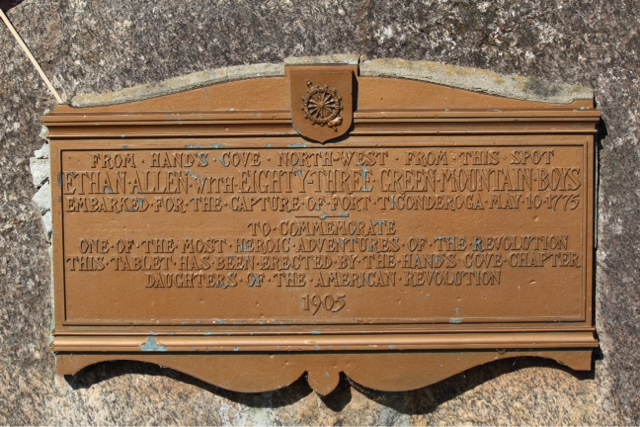 FROM · HAND'S · COVE · NORTH-WEST · FROM · THIS · SPOT
ETHAN·ALLEN·WITH·EIGHTY·THREE·GREEN·MOUNTAIN·BOYS
EMBARKED·FOR·THE·CAPTURE·OF·FORT·TICONDEROGA·MAY·10·1775
TO·COMMEMORATE
ONE·OF·THE·MOST·HEROIC·ADVENTURES·OF·THE·REVOLUTION
THIS·TABLET·HAS·BEEN·ERECTED·BY·THE·HAND'S·COVE·CHAPTER
DAUGHTERS·OF·THE·AMERICAN·REVOLUTION
1905